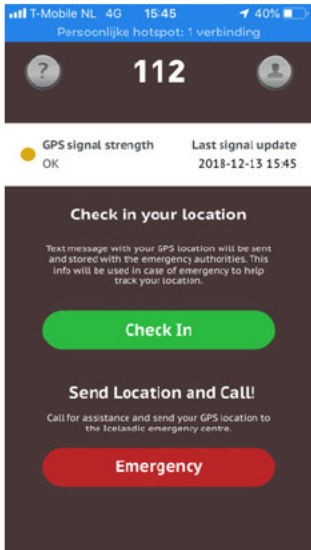 T-Mobile NL 4G 15:45 40%
Persoonlijke hotspot: 1 verbinding
? 112
GPS signal strength Last signal update
OK 2018-12-13 15:45
Check in your location
Text message with your GPS location will be sent
and stored with the emergency authorities. This
info will be used in case of emergency to help
track your location.
Check In
Send Location and Call!
Call for assistance and send your GPS location to
the Icelandic emergency centre.
Emergency